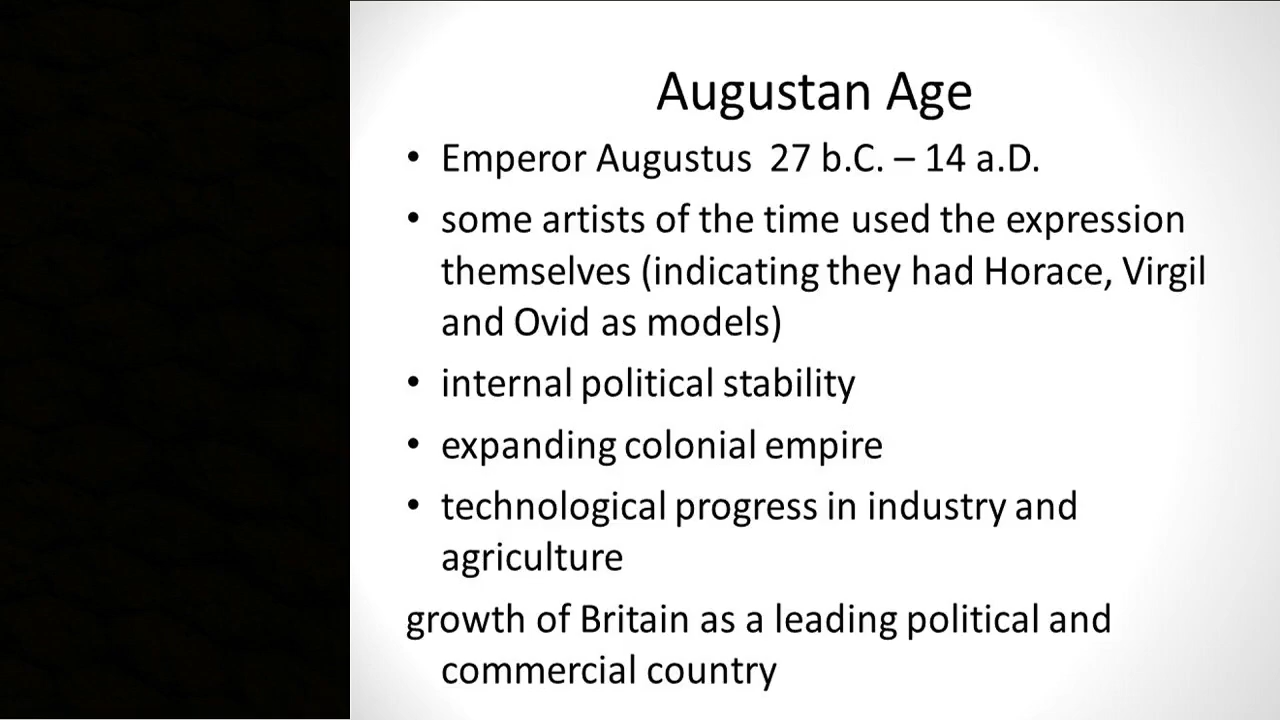 Augustan Age
• Emperor Augustus  27 b.C. – 14 a.D.
• some artists of the time used the expression
themselves (indicating they had Horace, Virgil
and Ovid as models)
• internal political stability
• expanding colonial empire
• technological progress in industry and
agriculture
growth of Britain as a leading political and
commercial country